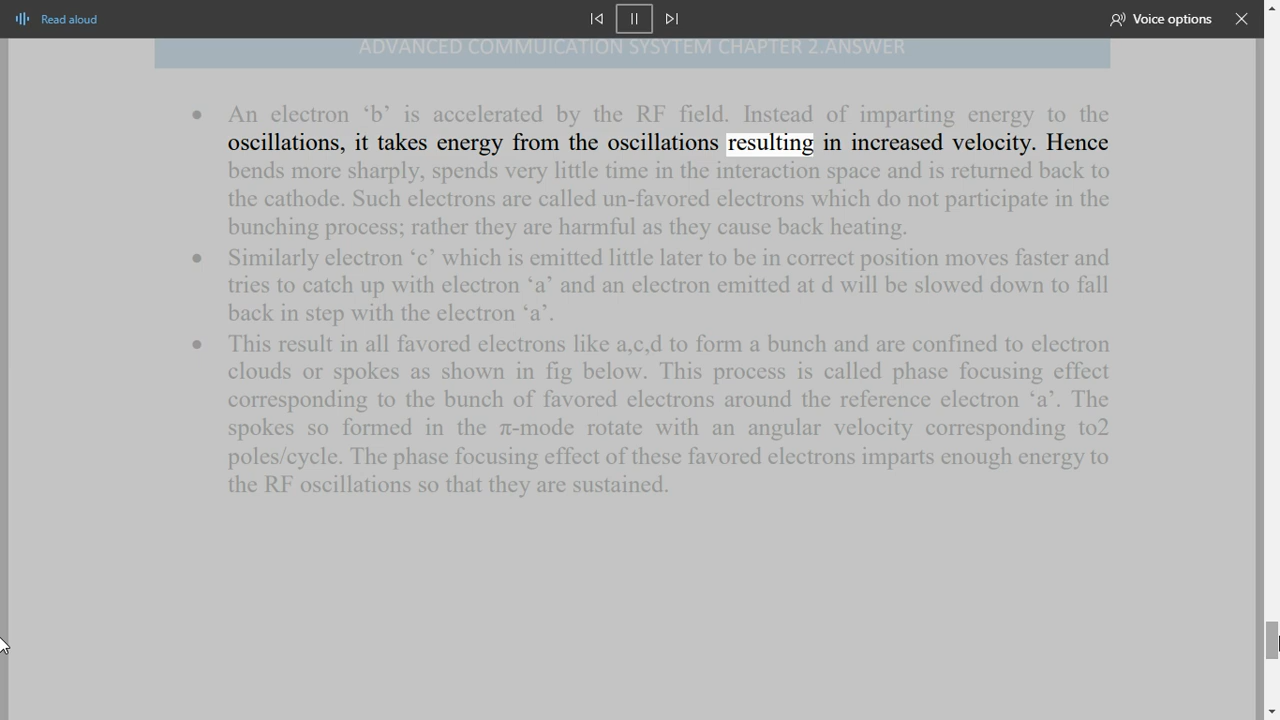 Read aloud
Voice options
ADVANCED COMMUICATION SYSYTEM CHAPTER 2.ANSWER
• An electron ‘b’ is accelerated by the RF field. Instead of imparting energy to the
oscillations, it takes energy from the oscillations resulting in increased velocity. Hence
bends more sharply, spends very little time in the interaction space and is returned back to
the cathode. Such electrons are called un-favored electrons which do not participate in the
bunching process; rather they are harmful as they cause back heating.
• Similarly electron ‘c’ which is emitted little later to be in correct position moves faster and
tries to catch up with electron ‘a’ and an electron emitted at d will be slowed down to fall
back in step with the electron ‘a’.
• This result in all favored electrons like a,c,d to form a bunch and are confined to electron
clouds or spokes as shown in fig below. This process is called phase focusing effect
corresponding to the bunch of favored electrons around the reference electron ‘a’. The
spokes so formed in the π-mode rotate with an angular velocity corresponding to2
poles/cycle. The phase focusing effect of these favored electrons imparts enough energy to
the RF oscillations so that they are sustained.